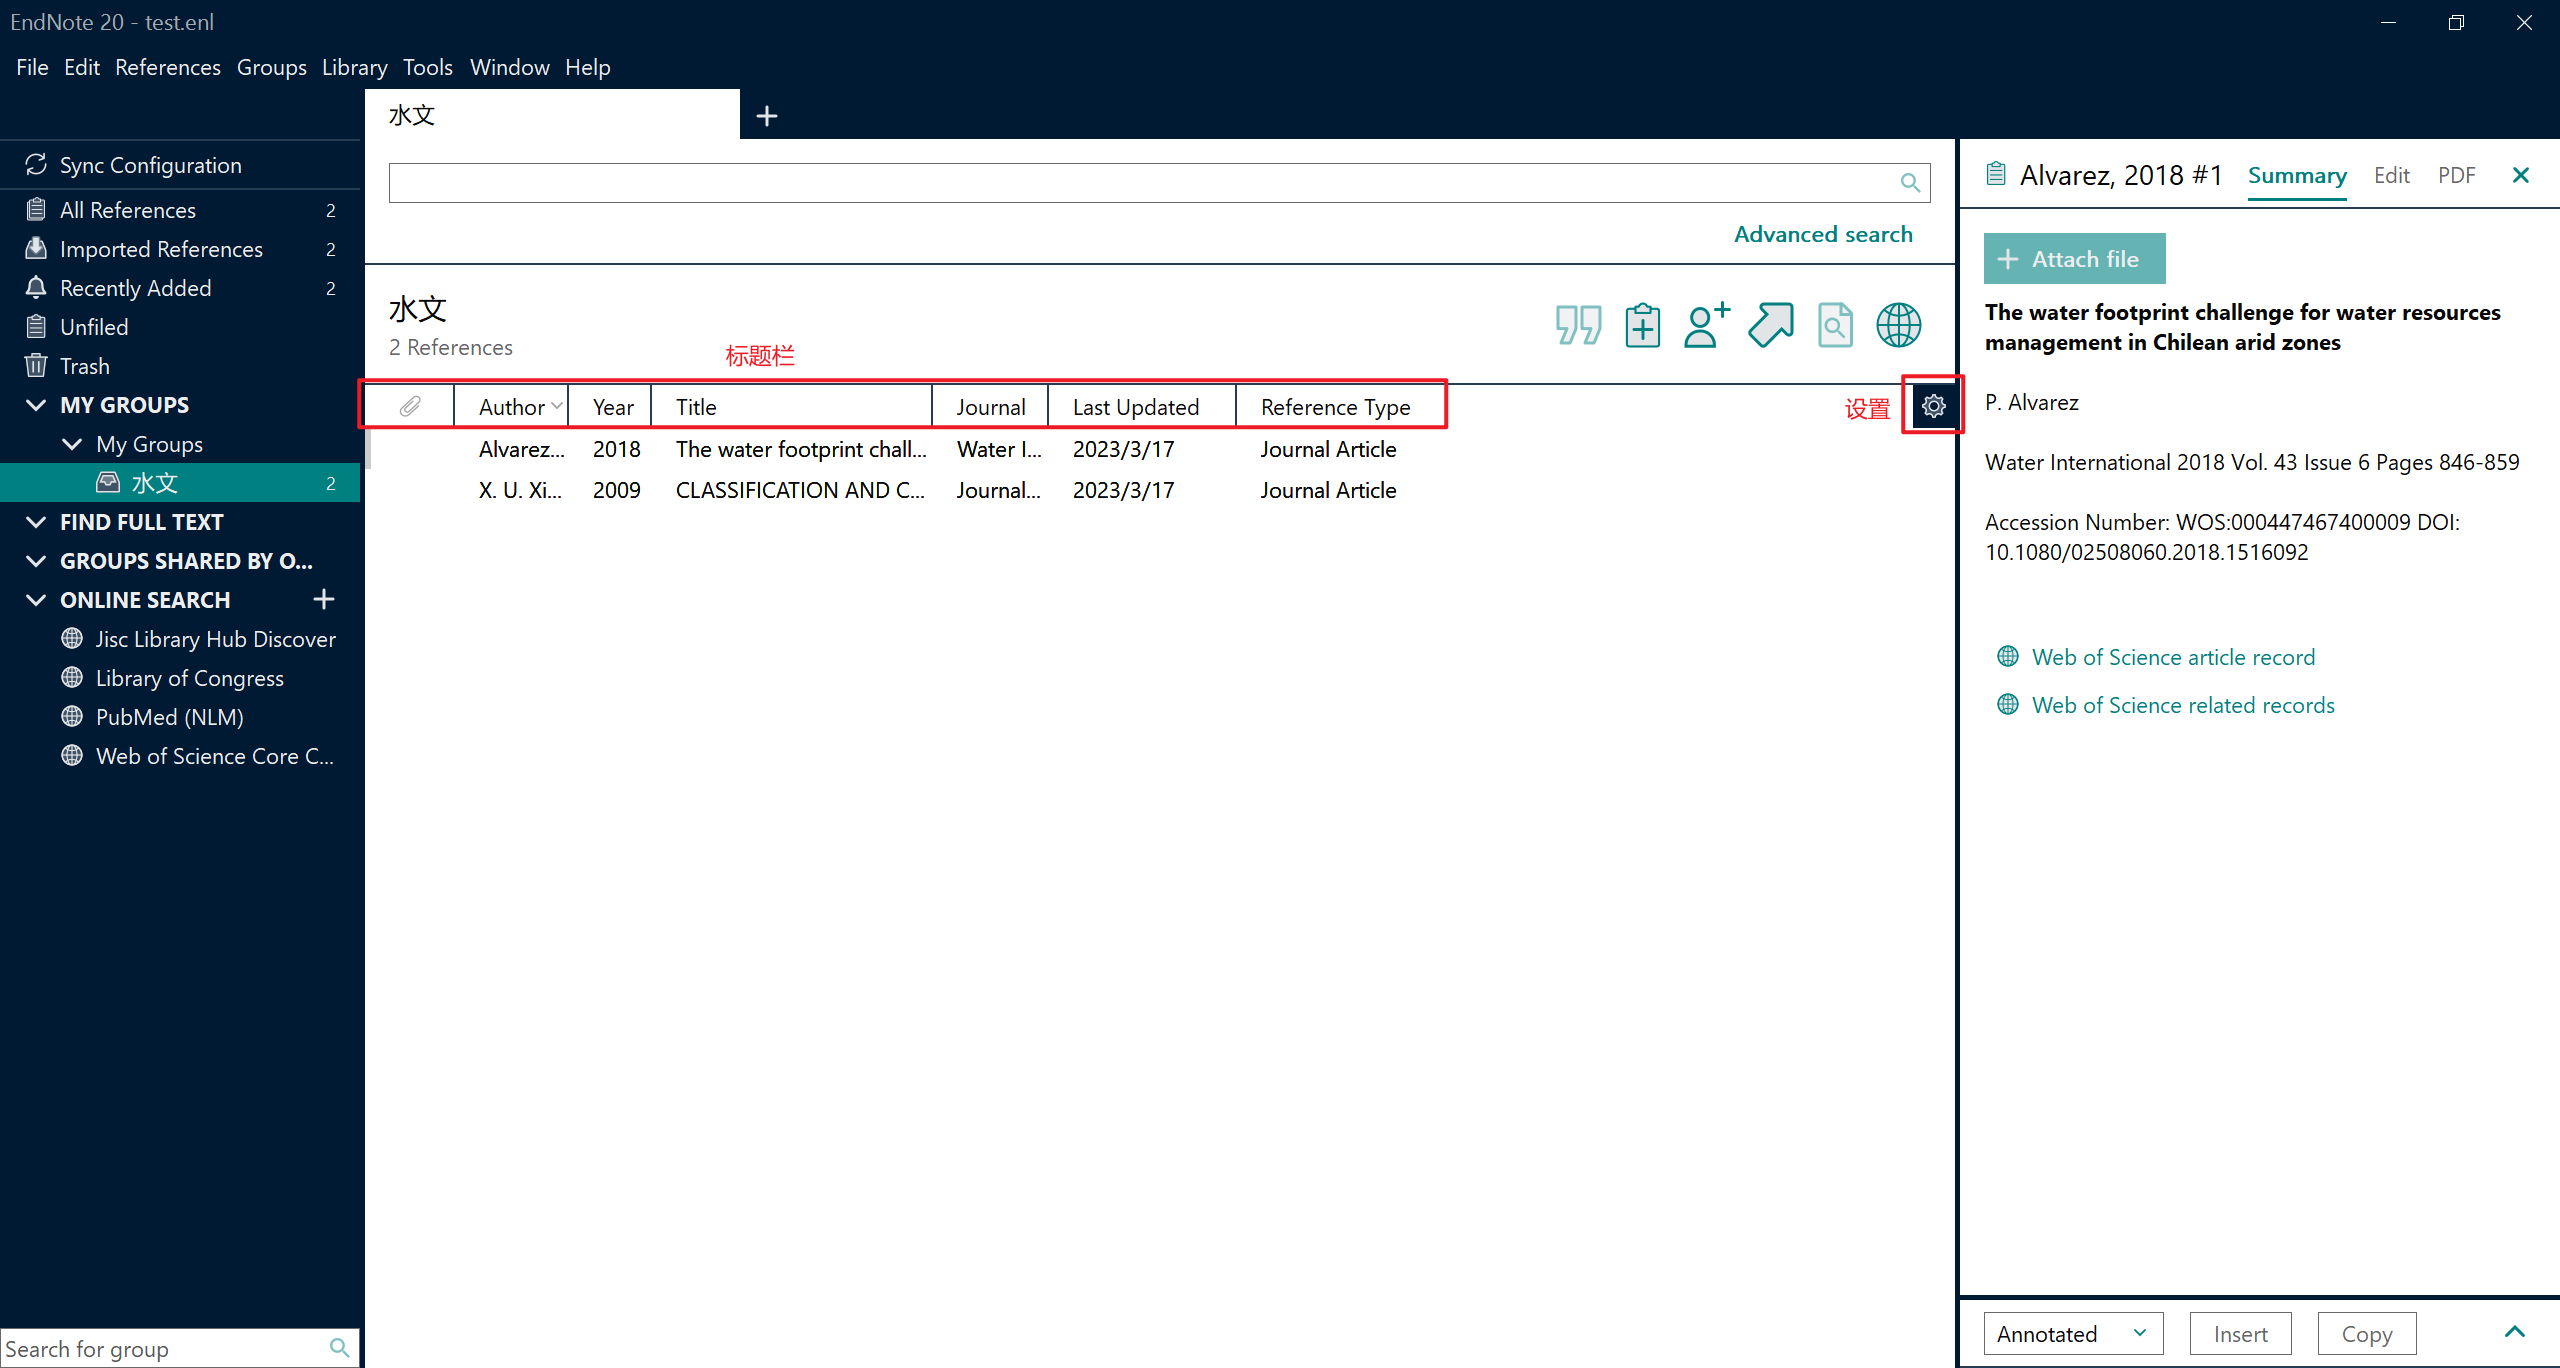 EndNote 20 - test.enl
File Edit References Groups Library Tools Window Help
水文
Sync Configuration
All References 2
Imported References 2
Recently Added 2
Unfiled
Trash
MY GROUPS
My Groups
水文 2
FIND FULL TEXT
GROUPS SHARED BY O...
ONLINE SEARCH
Jisc Library Hub Discover
Library of Congress
PubMed (NLM)
Web of Science Core C...
Search for group
Advanced search
水文
2 References
标题栏
设置
Author Year Title Journal Last Updated Reference Type
Alvarez... 2018 The water footprint chall... Water I... 2023/3/17 Journal Article
X. U. Xi... 2009 CLASSIFICATION AND C... Journal... 2023/3/17 Journal Article
Alvarez, 2018 #1 Summary Edit PDF
Attach file
The water footprint challenge for water resources
management in Chilean arid zones
P. Alvarez
Water International 2018 Vol. 43 Issue 6 Pages 846-859
Accession Number: WOS:000447467400009 DOI:
10.1080/02508060.2018.1516092
Web of Science article record
Web of Science related records
Annotated Insert Copy